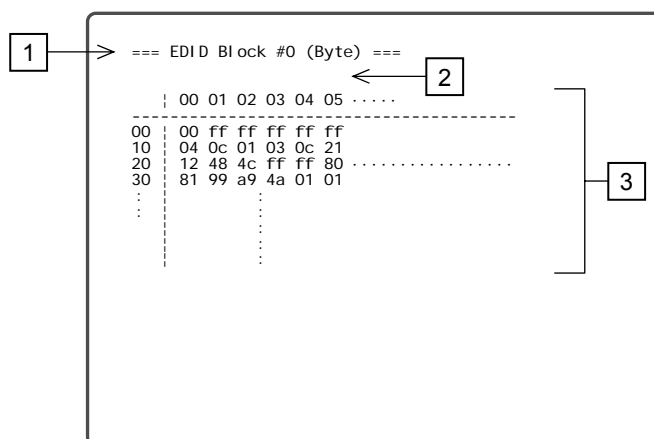 1
=== EDID Block #0 (Byte) ===
2
00 01 02 03 04 05 ·····
00 00 ff ff ff ff ff
10 04 0c 01 03 0c 21
20 12 48 4c ff ff 80 ·················
30 81 99 a9 4a 01 01
3